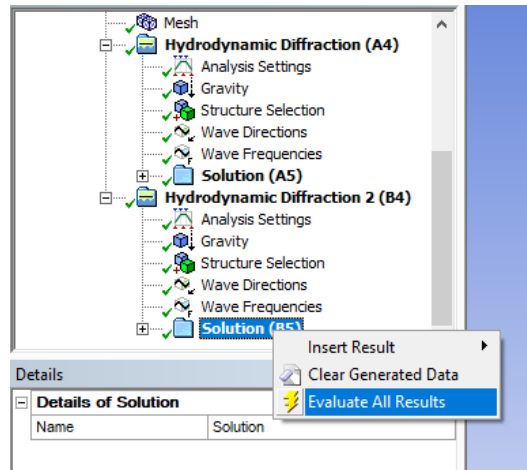 Mesh
Hydrodynamic Diffraction (A4)
Analysis Settings
Gravity
Structure Selection
Wave Directions
Wave Frequencies
Solution (A5)
Hydrodynamic Diffraction 2 (B4)
Analysis Settings
Gravity
Structure Selection
Wave Directions
Wave Frequencies
Solution (B5)
Insert Result
Clear Generated Data
Evaluate All Results
Details
Details of Solution
Name Solution